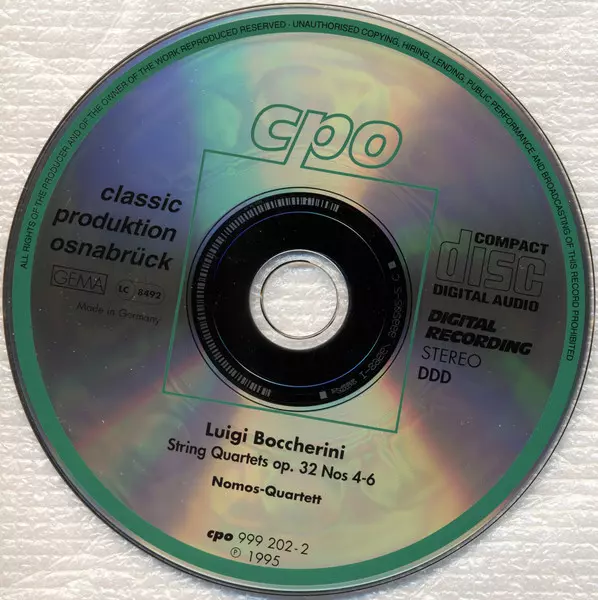 ALL RIGHTS OF THE PRODUCER AND OF THE OWNER OF THE WORK REPRODUCED RESERVED - UNAUTHORISED COPYING, HIRING, LENDING, PUBLIC PERFORMANCE AND BROADCASTING OF THIS RECORD PROHIBITED
cpo
classic
produktion
osnabrück
GEMA LC 8492
Made in Germany
COMPACT
disc
DIGITAL AUDIO
DIGITAL
RECORDING
STEREO
DDD
Luigi Boccherini
String Quartets op. 32 Nos 4-6
Nomos-Quartett
cpo 999 202-2
℗ 1995